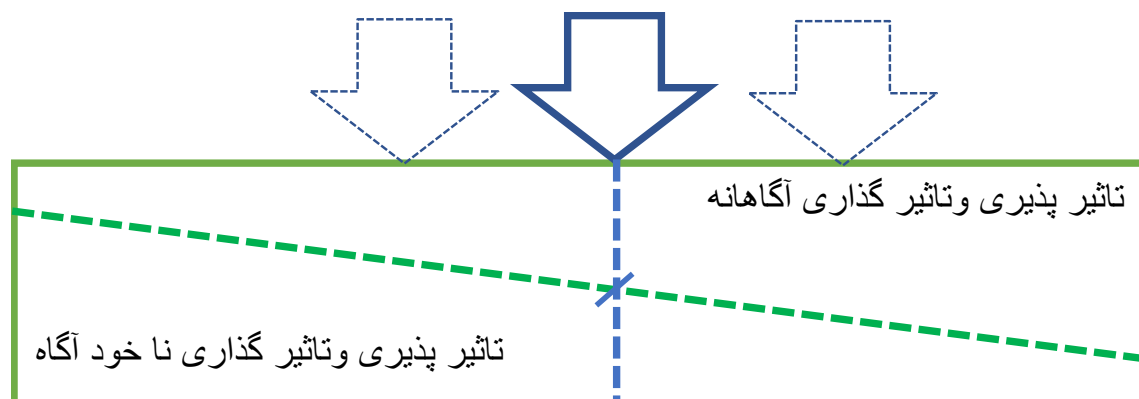 تاثیر پذیری وتاثیر گذاری آگاهانه
تاثیر پذیری وتاثیر گذاری نا خود آگاه